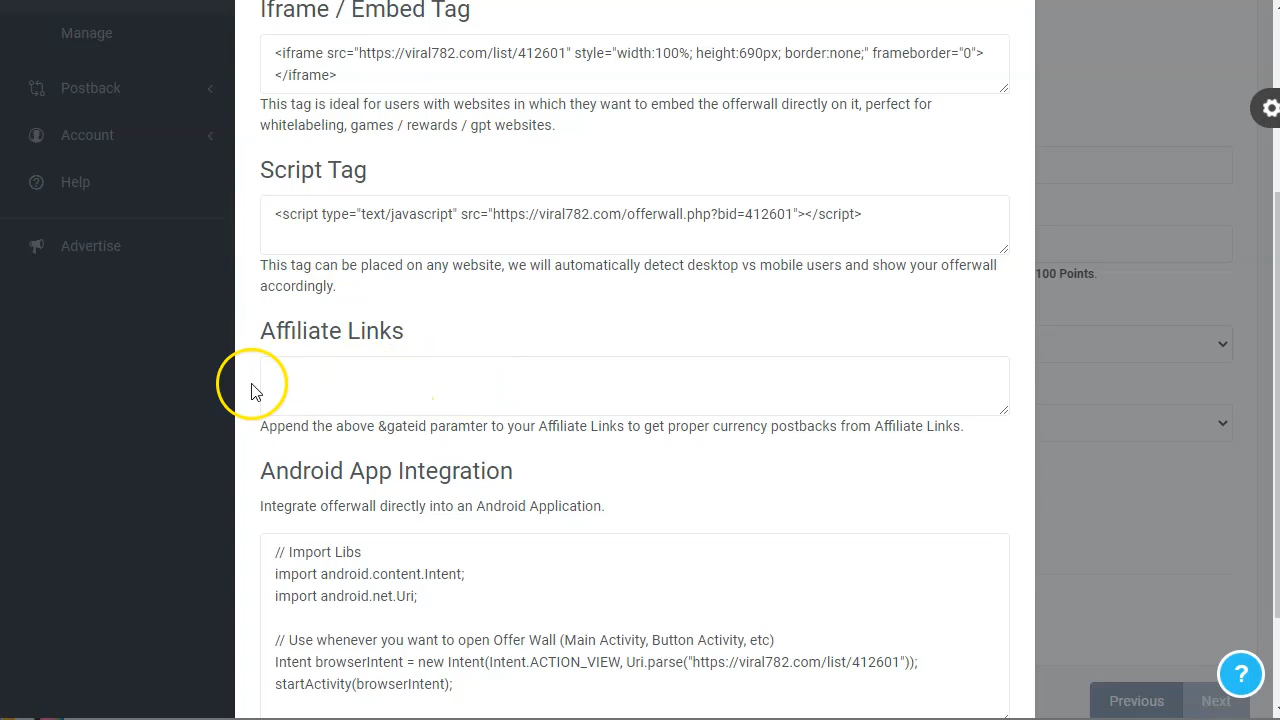 Manage
Postback
Account
Help
Advertise
Iframe / Embed Tag
<iframe src="https://viral782.com/list/412601" style="width:100%; height:690px; border:none;" frameborder="0">
</iframe>
This tag is ideal for users with websites in which they want to embed the offerwall directly on it, perfect for
whitelabeling, games / rewards / gpt websites.
Script Tag
<script type="text/javascript" src="https://viral782.com/offerwall.php?bid=412601"></script>
This tag can be placed on any website, we will automatically detect desktop vs mobile users and show your offerwall
accordingly.
Affiliate Links
Append the above &gateid paramter to your Affiliate Links to get proper currency postbacks from Affiliate Links.
Android App Integration
Integrate offerwall directly into an Android Application.
// Import Libs
import android.content.Intent;
import android.net.Uri;
// Use whenever you want to open Offer Wall (Main Activity, Button Activity, etc)
Intent browserIntent = new Intent(Intent.ACTION_VIEW, Uri.parse("https://viral782.com/list/412601"));
startActivity(browserIntent);
100 Points.
?
Previous
Next